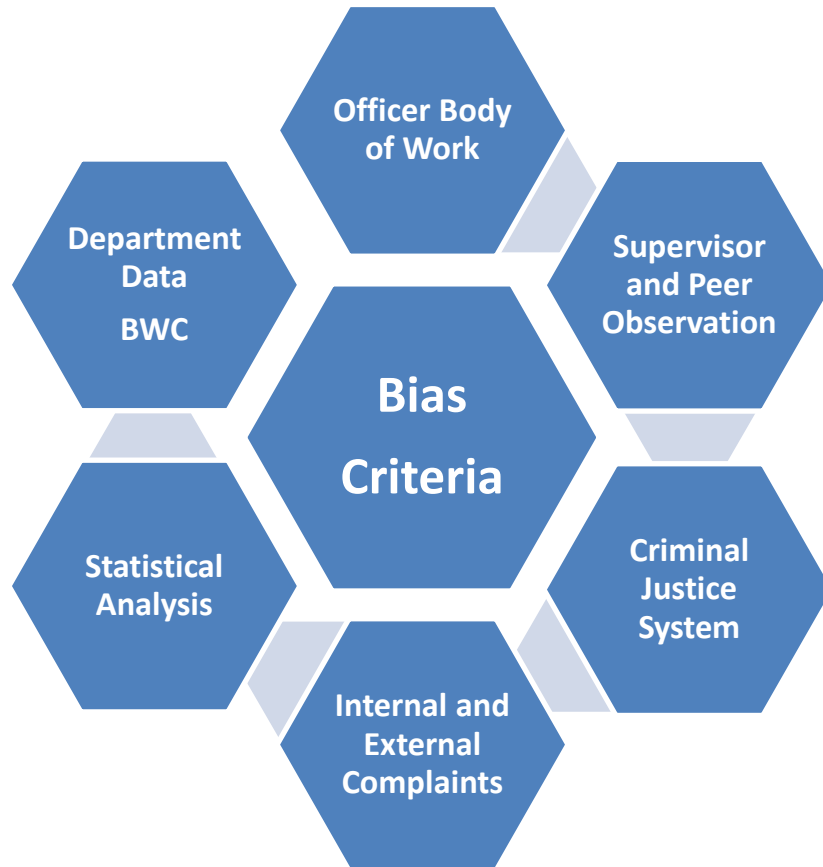 Officer Body
of Work
Supervisor
and Peer
Observation
Criminal
Justice
System
Internal and
External
Complaints
Statistical
Analysis
Department
Data
BWC
Bias
Criteria